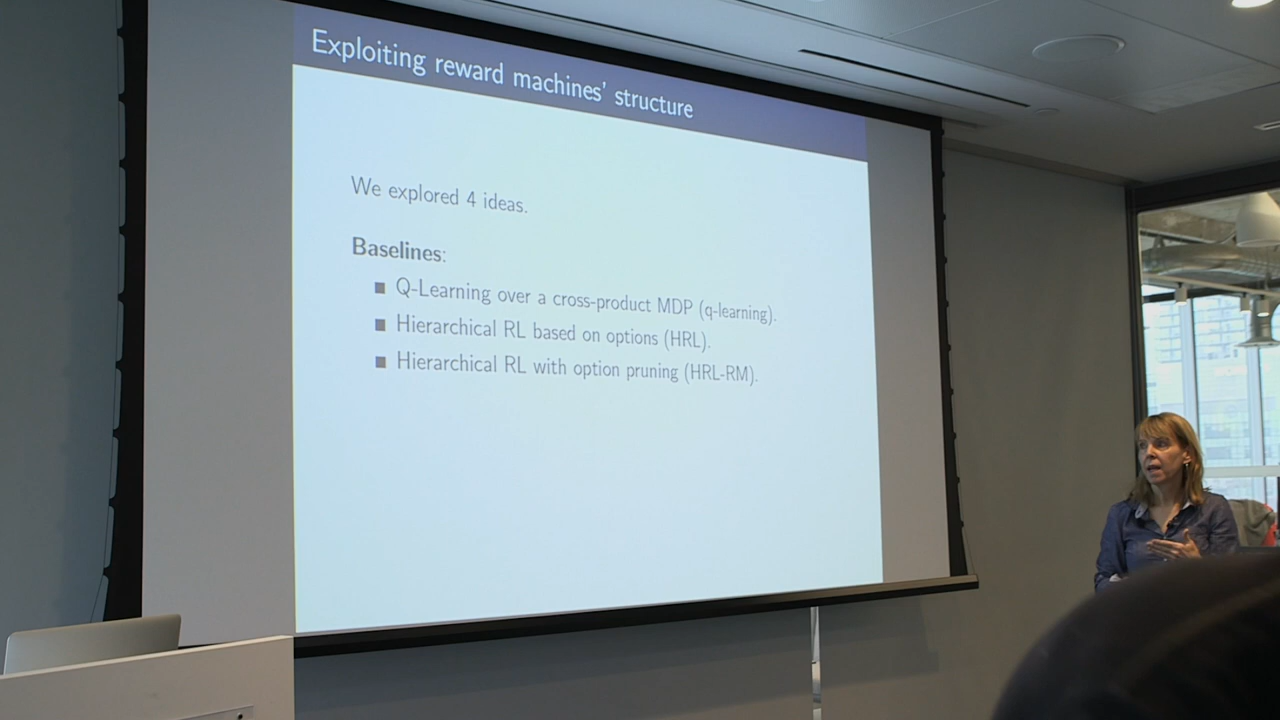 Exploiting reward machines' structure
We explored 4 ideas.
Baselines:
■ Q-Learning over a cross-product MDP (q-learning).
■ Hierarchical RL based on options (HRL).
■ Hierarchical RL with option pruning (HRL-RM).